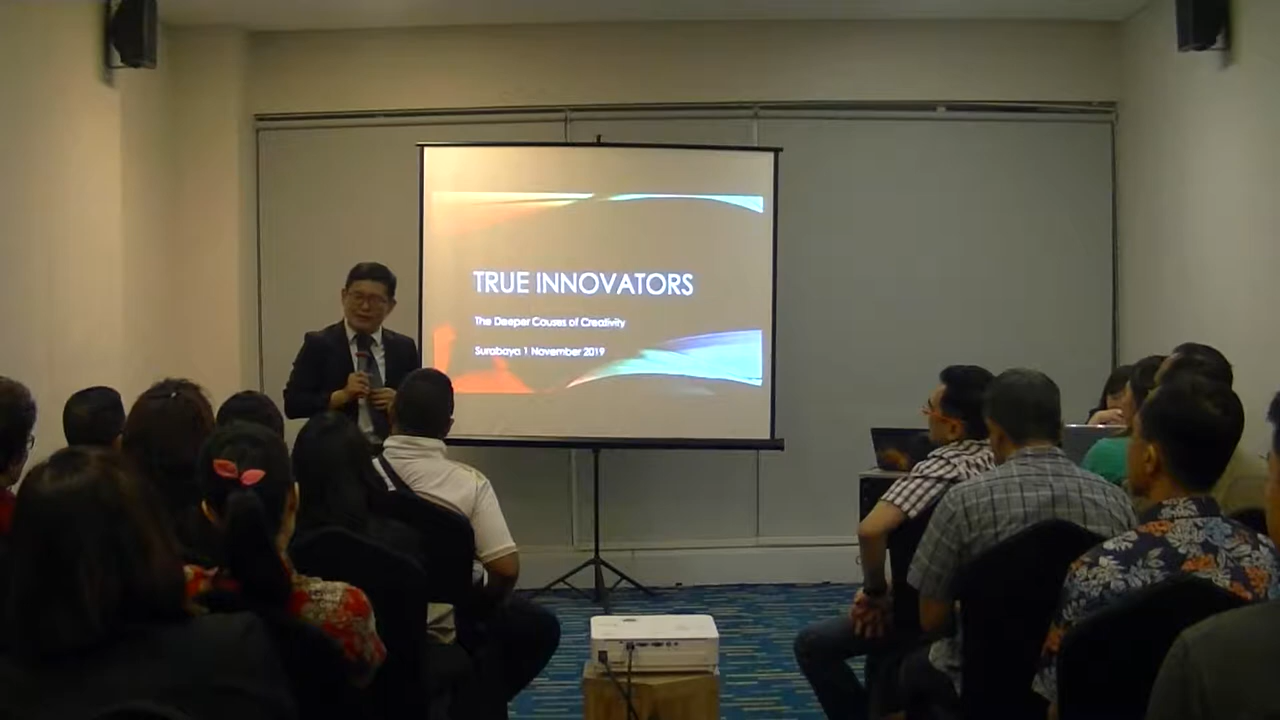 TRUE INNOVATORS
The Deeper Causes of Creativity
Surabaya 1 November 2019